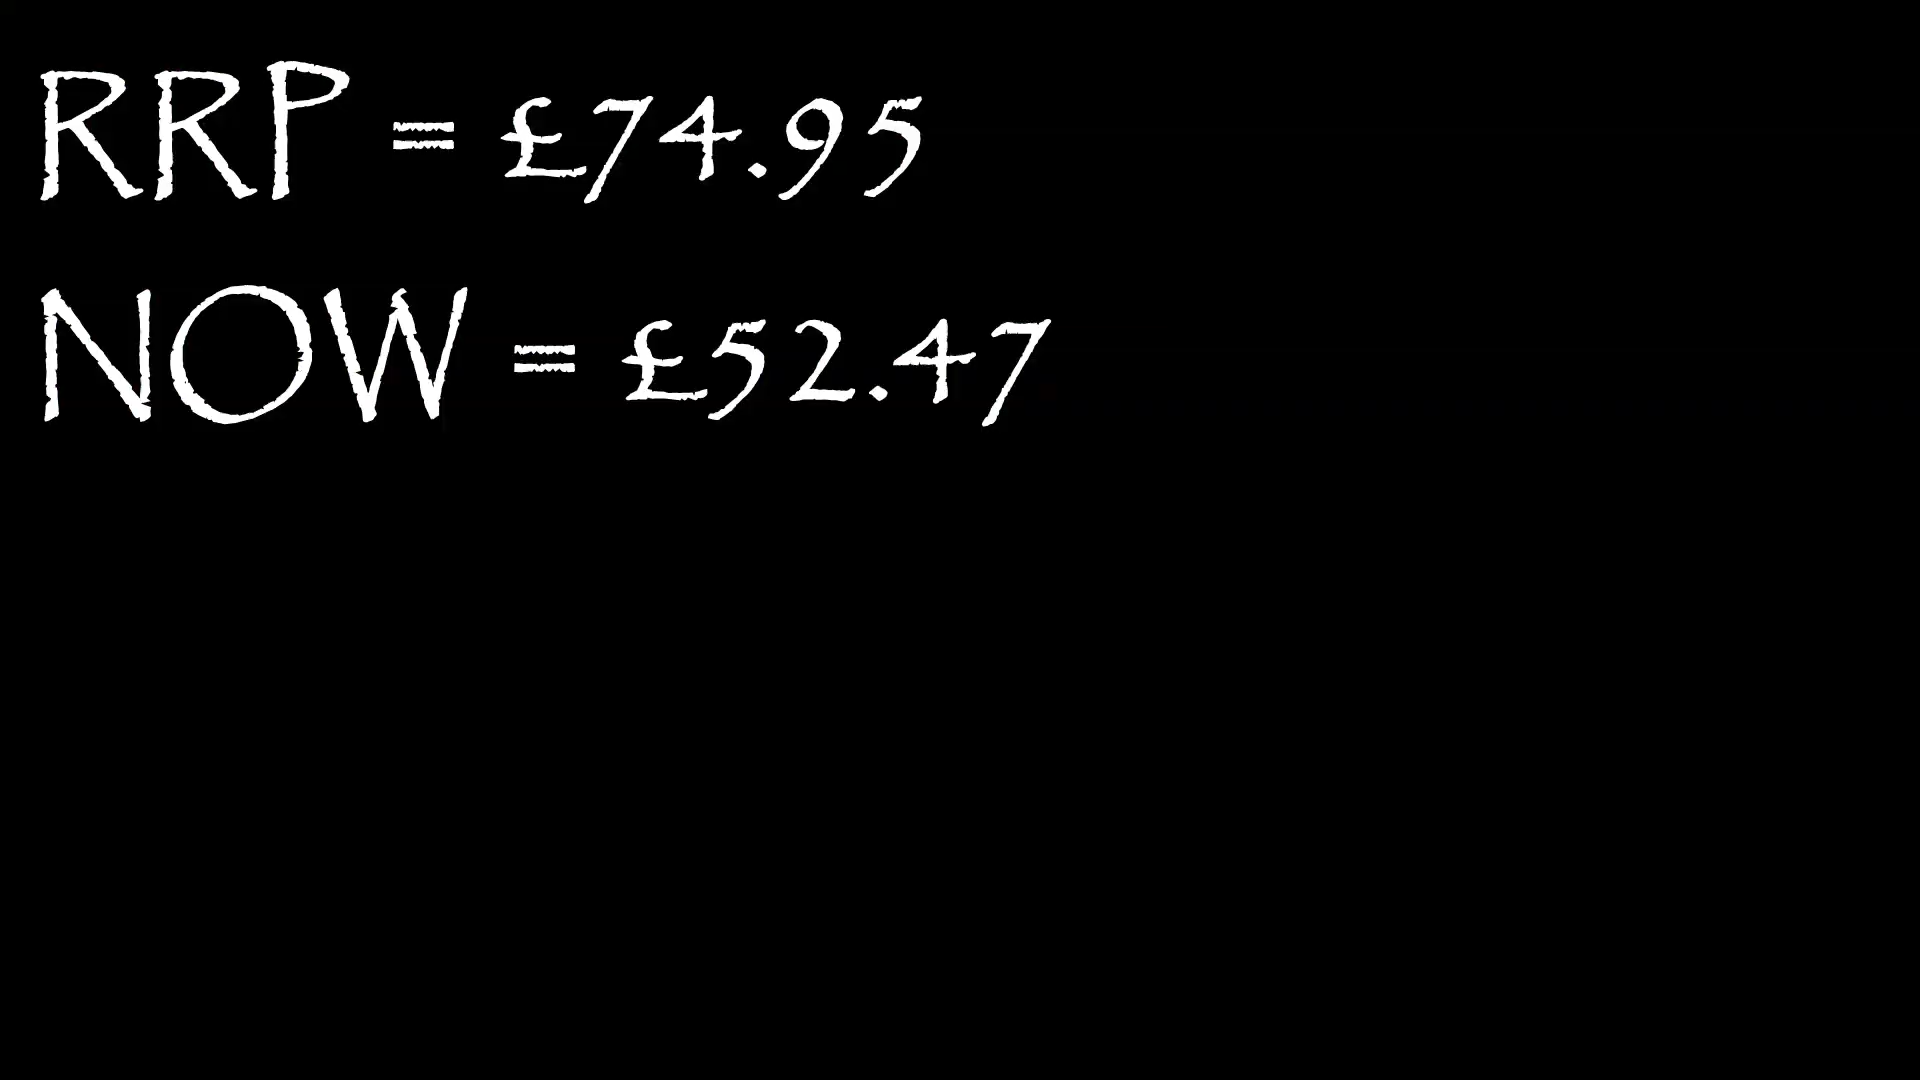 RRP = £74.95
NOW = £52.47